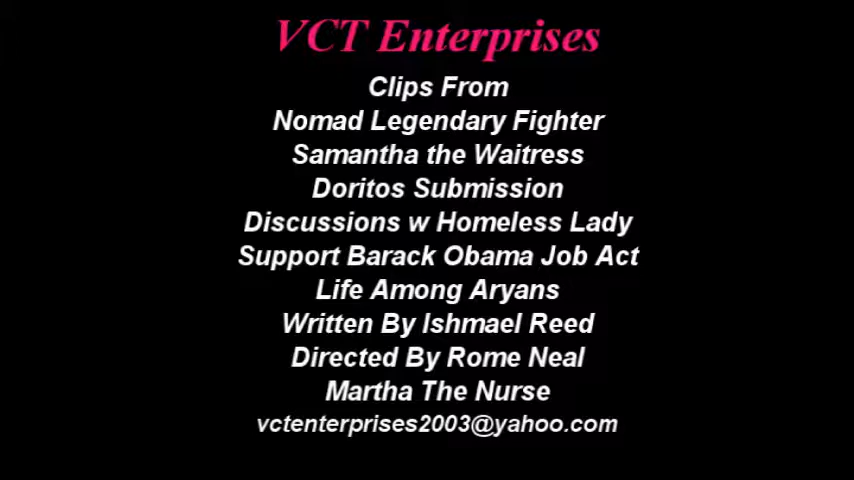 VCT Enterprises
Clips From
Nomad Legendary Fighter
Samantha the Waitress
Doritos Submission
Discussions w Homeless Lady
Support Barack Obama Job Act
Life Among Aryans
Written By Ishmael Reed
Directed By Rome Neal
Martha The Nurse
vctenterprises2003@yahoo.com